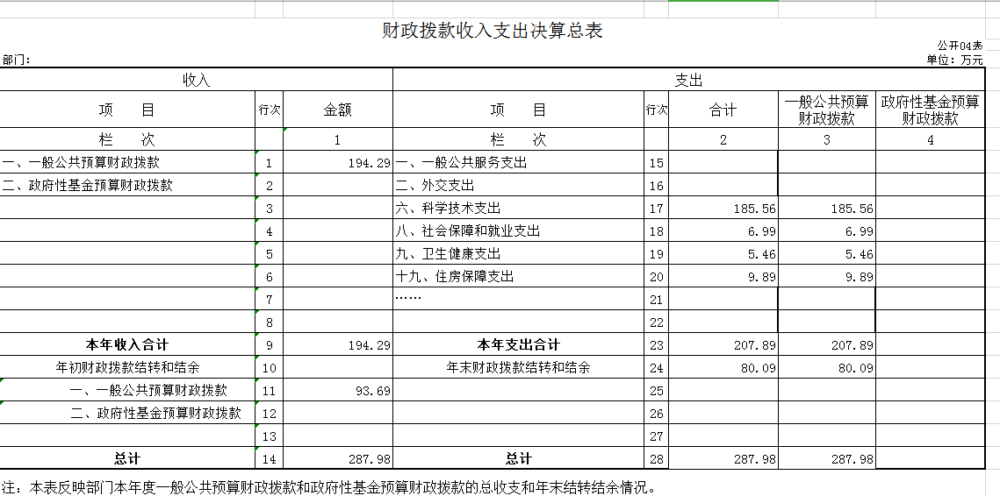 财政拨款收入支出决算总表
公开04表
部门: 单位: 万元
收入 支出
项 目 行次 金额 项 目 行次 合计 一般公共预算财政拨款 政府性基金预算财政拨款
栏 次 1 栏 次 2 3 4
一、一般公共预算财政拨款 1 194.29 一、一般公共服务支出 15
二、政府性基金预算财政拨款 2 二、外交支出 16
3 六、科学技术支出 17 185.56 185.56
4 八、社会保障和就业支出 18 6.99 6.99
5 九、卫生健康支出 19 5.46 5.46
6 十九、住房保障支出 20 9.89 9.89
7 …… 21
8 22
本年收入合计 9 194.29 本年支出合计 23 207.89 207.89
年初财政拨款结转和结余 10 年末财政拨款结转和结余 24 80.09 80.09
一、一般公共预算财政拨款 11 93.69 25
二、政府性基金预算财政拨款 12 26
13 27
总计 14 287.98 总计 28 287.98 287.98
注: 本表反映部门本年度一般公共预算财政拨款和政府性基金预算财政拨款的总收支和年末结转结余情况。